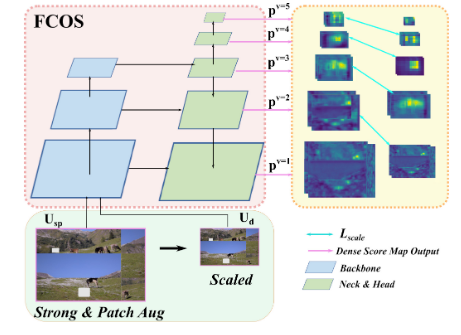 FCOS
p^{v=5}
p^{v=4}
p^{v=3}
p^{v=2}
p^{v=1}
U_{sp}
U_d
Scaled
Strong & Patch Aug
L_{scale}
Dense Score Map Output
Backbone
Neck & Head